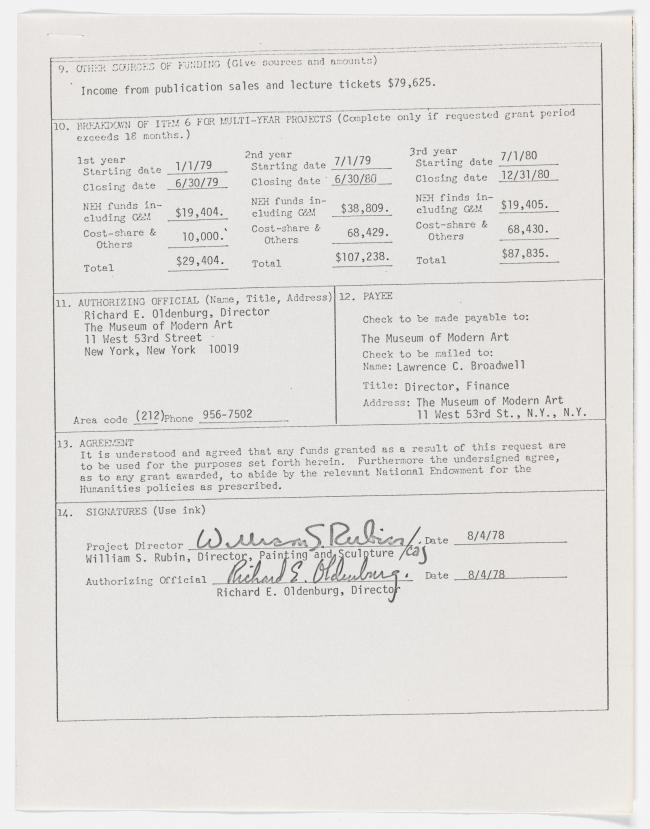 9. OTHER SOURCES OF FUNDING (Give sources and amounts)
Income from publication sales and lecture tickets $79,625.
10. BREAKDOWN OF ITEM 6 FOR MULTI-YEAR PROJECTS (Complete only if requested grant period
exceeds 18 months.)
1st year
Starting date 1/1/79
Closing date 6/30/79
NEH funds in-
cluding G&M $19,404.
Cost-share &
Others 10,000.
Total $29,404.
2nd year
Starting date 7/1/79
Closing date 6/30/80
NEH funds in-
cluding G&M $38,809.
Cost-share &
Others 68,429.
Total $107,238.
3rd year
Starting date 7/1/80
Closing date 12/31/80
NEH finds in-
cluding G&M $19,405.
Cost-share &
Others 68,430.
Total $87,835.
11. AUTHORIZING OFFICIAL (Name, Title, Address)
Richard E. Oldenburg, Director
The Museum of Modern Art
11 West 53rd Street
New York, New York 10019
Area code (212) Phone 956-7502
12. PAYEE
Check to be made payable to:
The Museum of Modern Art
Check to be mailed to:
Name: Lawrence C. Broadwell
Title: Director, Finance
Address: The Museum of Modern Art
11 West 53rd St., N.Y., N.Y.
13. AGREEMENT
It is understood and agreed that any funds granted as a result of this request are
to be used for the purposes set forth herein. Furthermore the undersigned agree,
as to any grant awarded, to abide by the relevant National Endowment for the
Humanities policies as prescribed.
14. SIGNATURES (Use ink)
Project Director William S. Rubin/caj Date 8/4/78
William S. Rubin, Director, Painting and Sculpture
Authorizing Official Richard E. Oldenburg. Date 8/4/78
Richard E. Oldenburg, Director